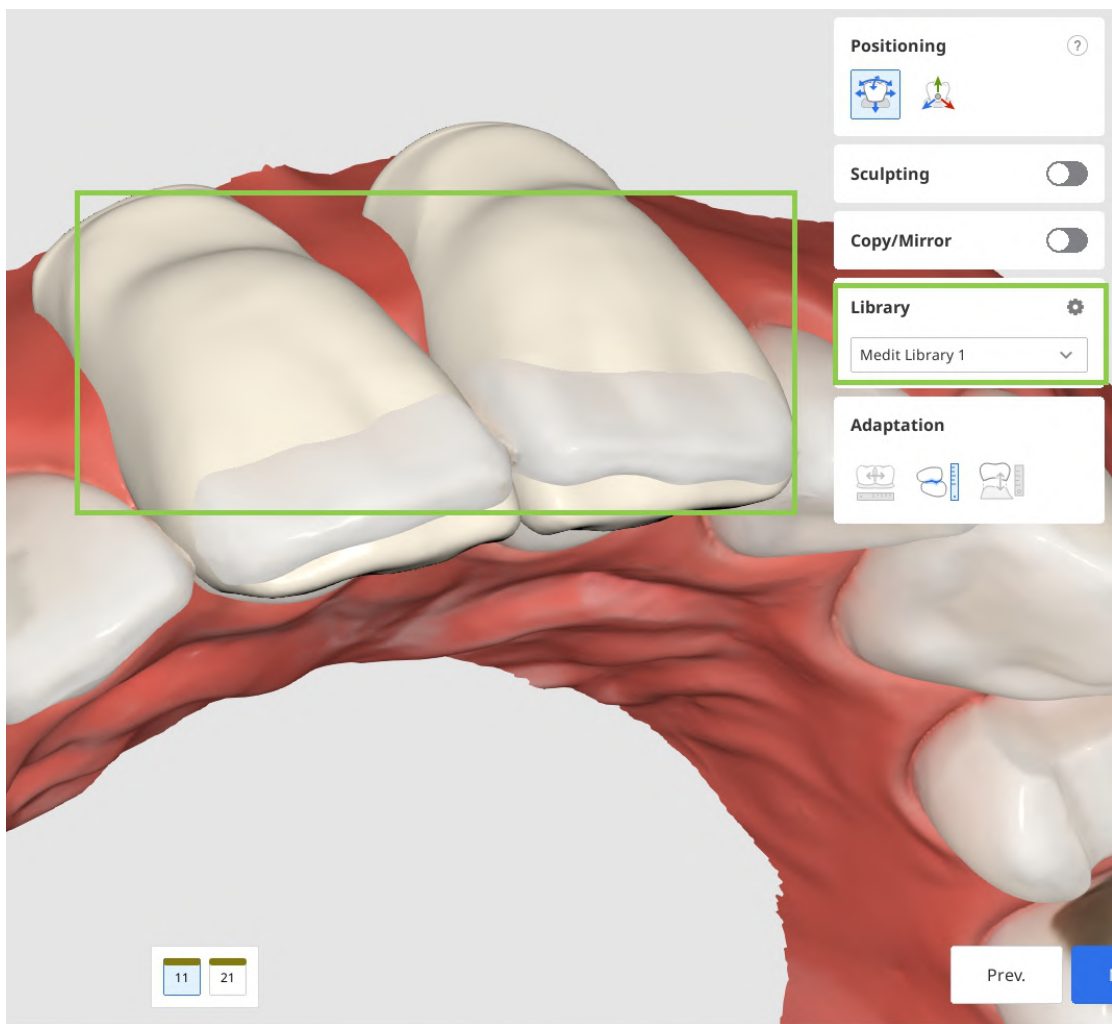 Positioning
?
Sculpting
Copy/Mirror
Library
Medit Library 1
Adaptation
11
21
Prev.